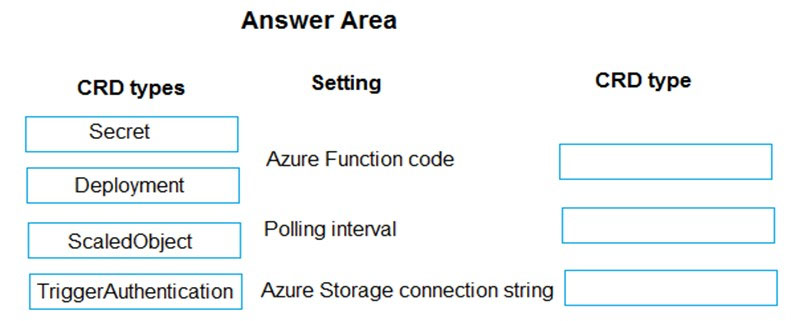 Answer Area
CRD types Setting CRD type
Secret
Azure Function code
Deployment
Polling interval
ScaledObject
TriggerAuthentication Azure Storage connection string